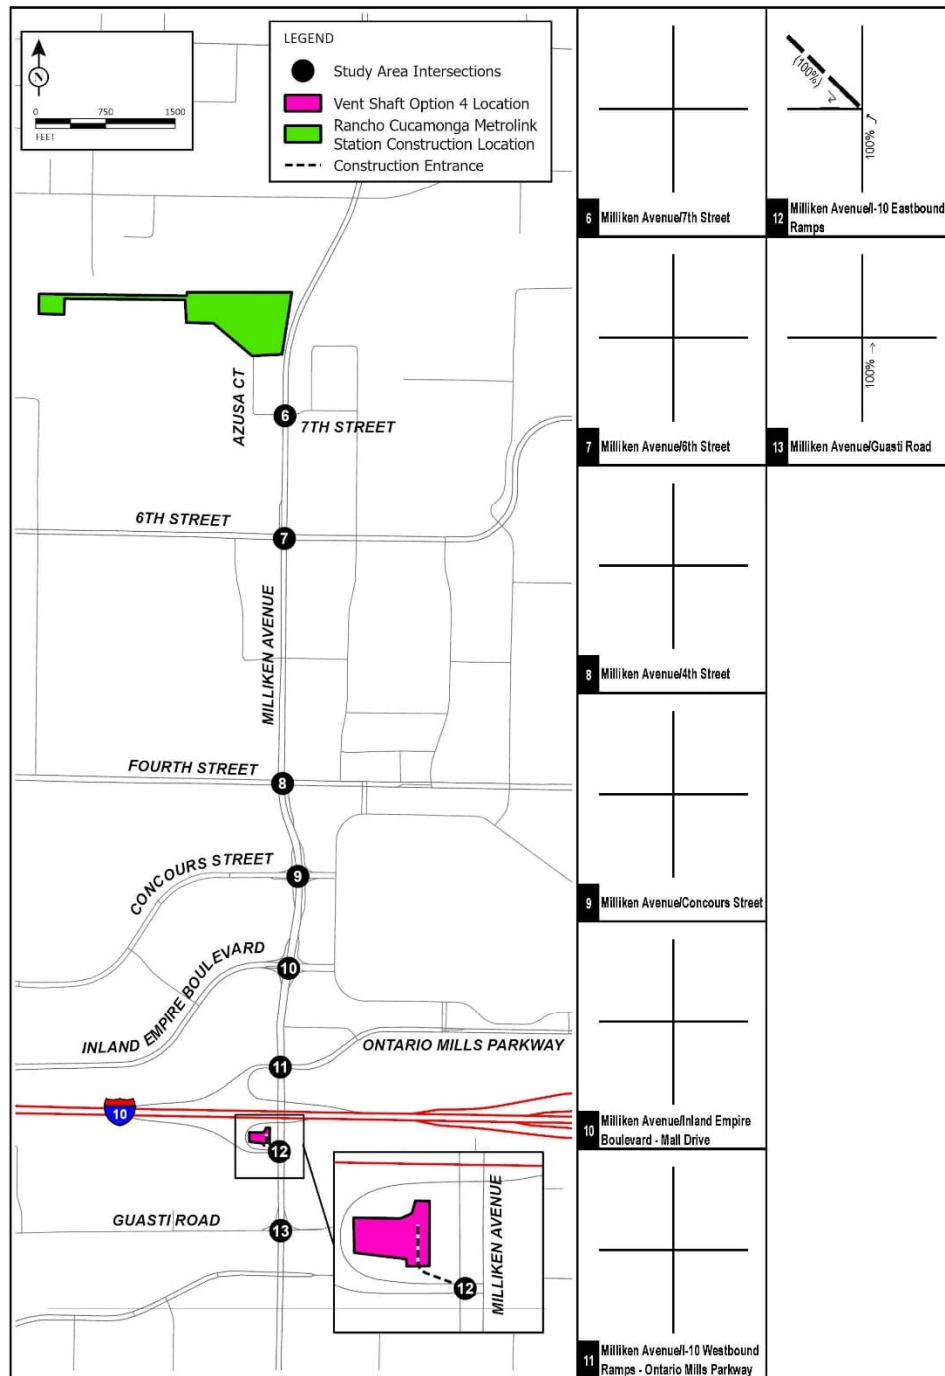 N
0 750 1500
FEET
LEGEND
Study Area Intersections
Vent Shaft Option 4 Location
Rancho Cucamonga Metrolink
Station Construction Location
Construction Entrance
AZUSA CT
6
7TH STREET
6TH STREET
7
MILLIKEN AVENUE
FOURTH STREET
8
CONCOURS STREET
9
INLAND EMPIRE BOULEVARD
10
ONTARIO MILLS PARKWAY
11
10
12
GUASTI ROAD
13
MILLIKEN AVENUE
12
6 Milliken Avenue/7th Street
7 Milliken Avenue/6th Street
8 Milliken Avenue/4th Street
9 Milliken Avenue/Concours Street
10 Milliken Avenue/Inland Empire
Boulevard - Mall Drive
11 Milliken Avenue/I-10 Westbound
Ramps - Ontario Mills Parkway
(100%)
100%
12 Milliken Avenue/I-10 Eastbound
Ramps
100%
13 Milliken Avenue/Guasti Road